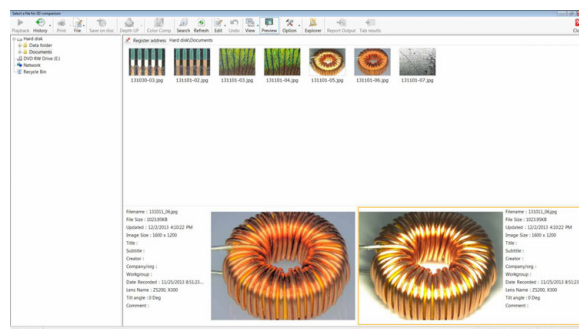 Select a file for 3D comparison
Playback History Print File Save on disc Depth UP Color Comp Search Refresh Edit Undo View Preview Option Explorer Report Output Tab results
Hard disk
Data folder
Documents
DVD RW Drive (E:)
Network
Recycle Bin
Register address Hard disk\Documents
131030-03.jpg 131101-02.jpg 131101-03.jpg 131101-04.jpg 131101-05.jpg 131101-06.jpg 131101-07.jpg
Filename : 131011_06.jpg
File Size : 102193KB
Updated : 12/2/2013 4:10:22 PM
Image Size : 1600 x 1200
Title :
Subtitle :
Creator :
Company/org :
Workgroup :
Date Recorded : 11/25/2013 8:51:23...
Lens Name : ZS200, X300
Tilt angle : 0 Deg
Comment :
Filename : 131011_06.jpg
File Size : 102193KB
Updated : 12/2/2013 4:10:22 PM
Image Size : 1600 x 1200
Title :
Subtitle :
Creator :
Company/org :
Workgroup :
Date Recorded : 11/25/2013 8:51:23
Lens Name : ZS200, X300
Tilt angle : 0 Deg
Comment :